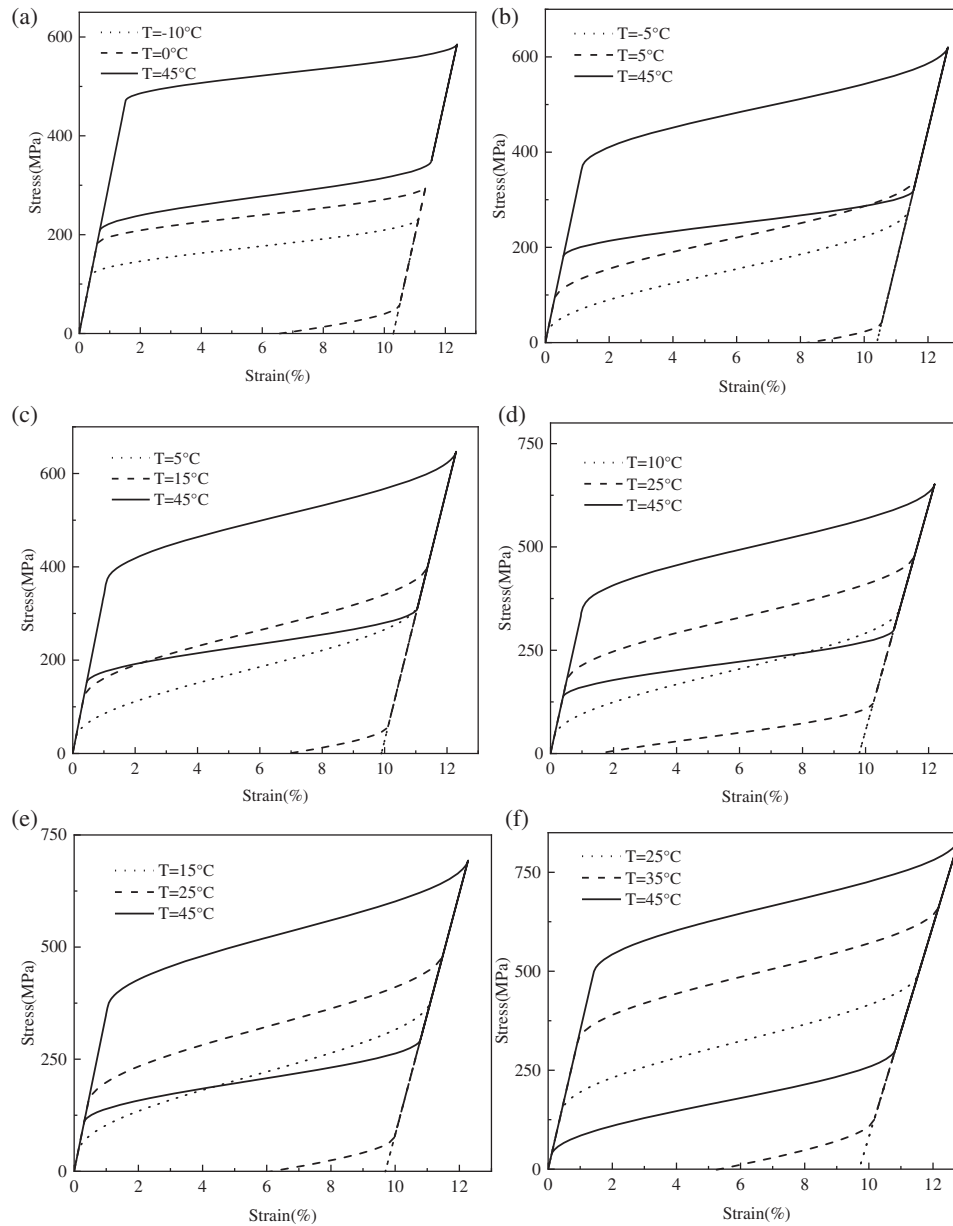 (a)
T=-10°C
T=0°C
T=45°C
600
400
200
0
Stress(MPa)
0 2 4 6 8 10 12
Strain(%)
(b)
T=-5°C
T=5°C
T=45°C
600
400
200
0
Stress(MPa)
0 2 4 6 8 10 12
Strain(%)
(c)
T=5°C
T=15°C
T=45°C
600
400
200
0
Stress(MPa)
0 2 4 6 8 10 12
Strain(%)
(d)
T=10°C
T=25°C
T=45°C
750
500
250
0
Stress(MPa)
0 2 4 6 8 10 12
Strain(%)
(e)
T=15°C
T=25°C
T=45°C
750
500
250
0
Stress(MPa)
0 2 4 6 8 10 12
Strain(%)
(f)
T=25°C
T=35°C
T=45°C
750
500
250
0
Stress(MPa)
0 2 4 6 8 10 12
Strain(%)